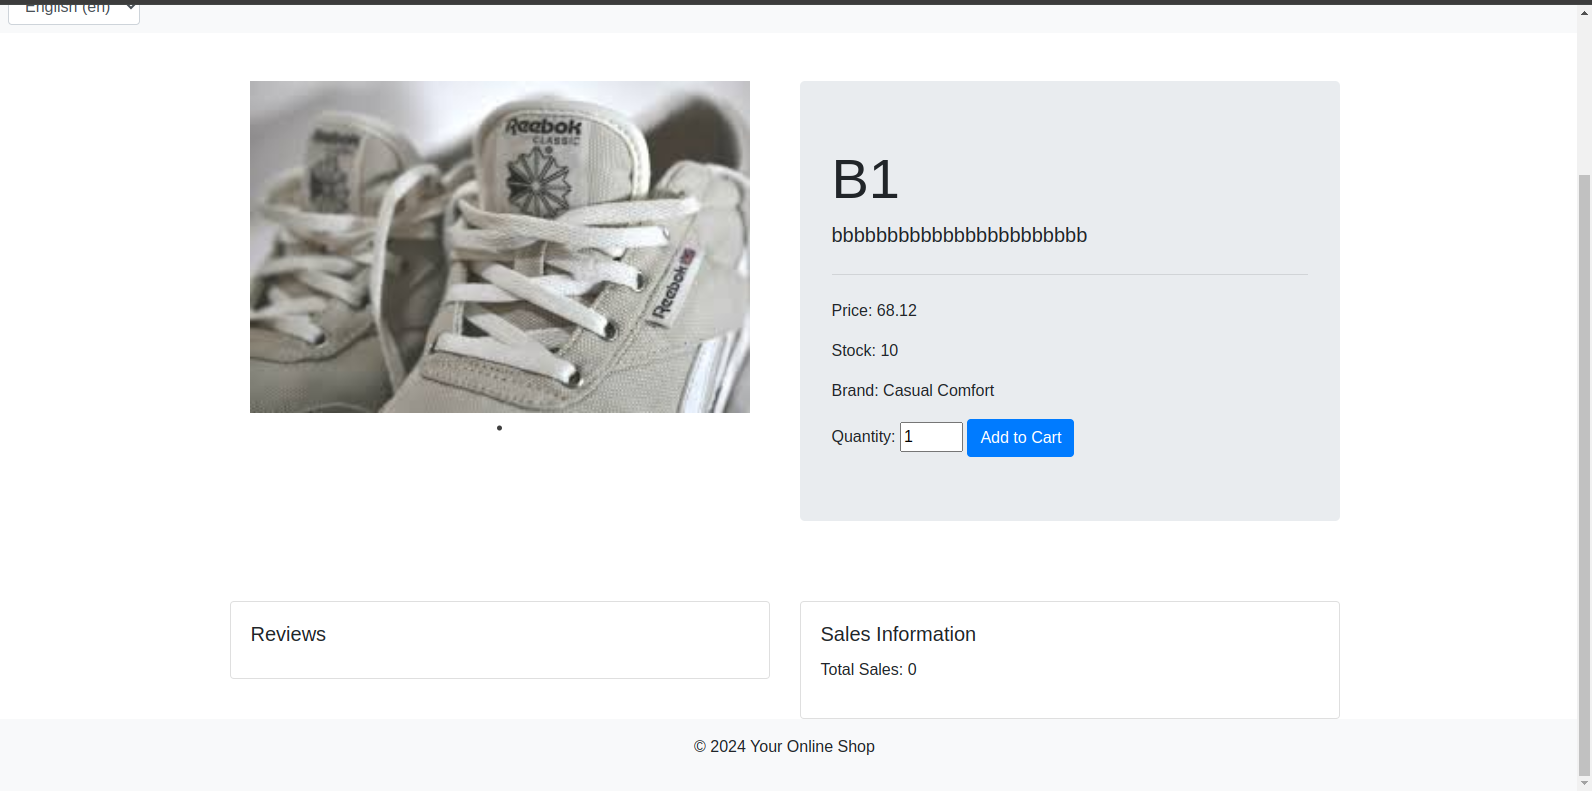 English (en)
Reebok
CLASSIC
Reebok
Reebok
B1
bbbbbbbbbbbbbbbbbbbbbbb
Price: 68.12
Stock: 10
Brand: Casual Comfort
Quantity: 1 Add to Cart
Reviews
Sales Information
Total Sales: 0
© 2024 Your Online Shop